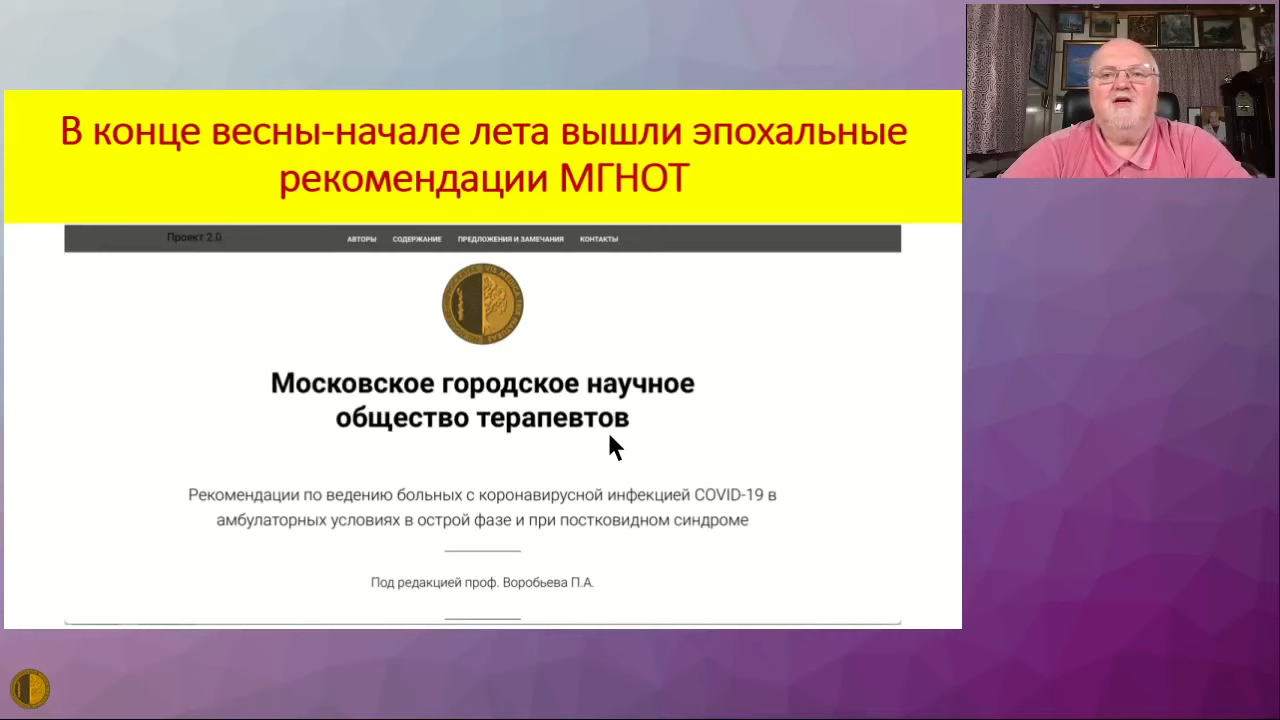 В конце весны-начале лета вышли эпохальные
рекомендации МГНОТ
Проект 2.0
АВТОРЫ СОДЕРЖАНИЕ ПРЕДЛОЖЕНИЯ И ЗАМЕЧАНИЯ КОНТАКТЫ
Московское городское научное
общество терапевтов
Рекомендации по ведению больных с коронавирусной инфекцией COVID-19 в
амбулаторных условиях в острой фазе и при постковидном синдроме
Под редакцией проф. Воробьева П.А.